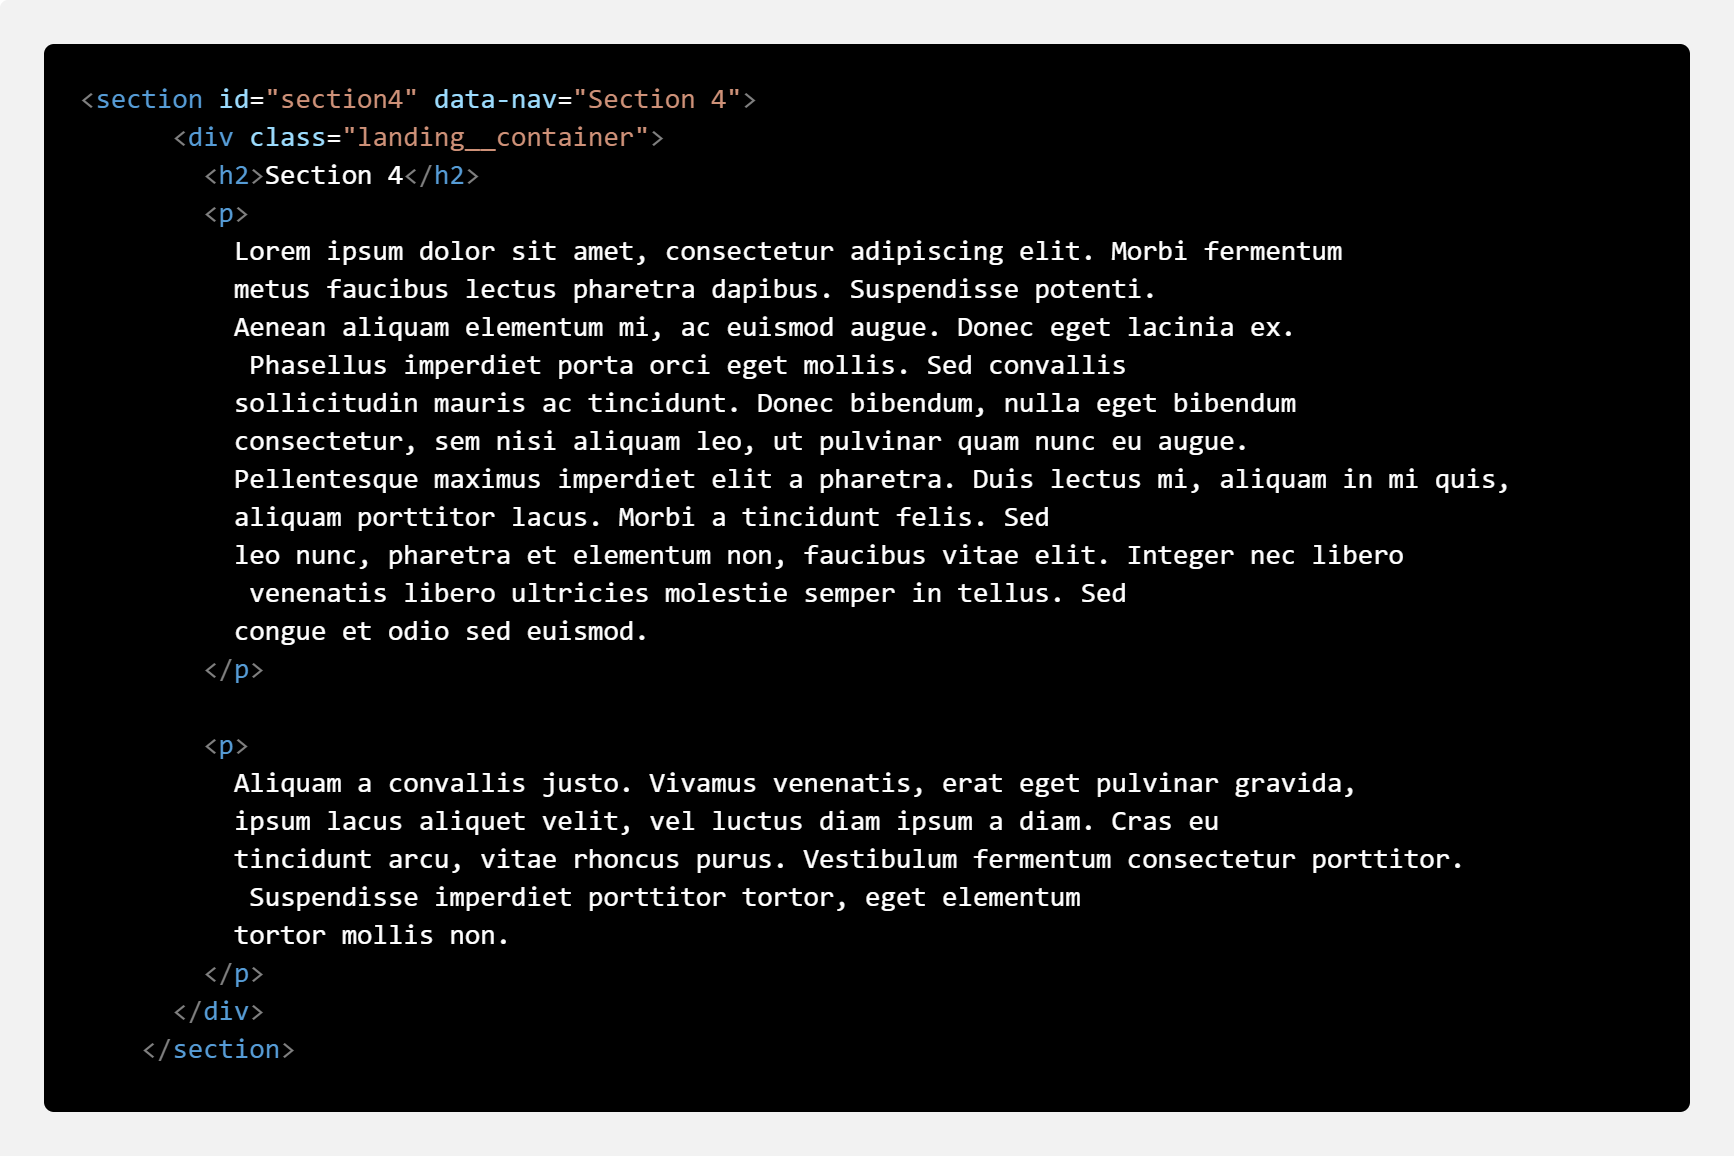 <section id="section4" data-nav="Section 4">
      <div class="landing__container">
        <h2>Section 4</h2>
        <p>
          Lorem ipsum dolor sit amet, consectetur adipiscing elit. Morbi fermentum
          metus faucibus lectus pharetra dapibus. Suspendisse potenti.
          Aenean aliquam elementum mi, ac euismod augue. Donec eget lacinia ex.
           Phasellus imperdiet porta orci eget mollis. Sed convallis
          sollicitudin mauris ac tincidunt. Donec bibendum, nulla eget bibendum
          consectetur, sem nisi aliquam leo, ut pulvinar quam nunc eu augue.
          Pellentesque maximus imperdiet elit a pharetra. Duis lectus mi, aliquam in mi quis,
          aliquam porttitor lacus. Morbi a tincidunt felis. Sed
          leo nunc, pharetra et elementum non, faucibus vitae elit. Integer nec libero
           venenatis libero ultricies molestie semper in tellus. Sed
          congue et odio sed euismod.
        </p>

        <p>
          Aliquam a convallis justo. Vivamus venenatis, erat eget pulvinar gravida,
          ipsum lacus aliquet velit, vel luctus diam ipsum a diam. Cras eu
          tincidunt arcu, vitae rhoncus purus. Vestibulum fermentum consectetur porttitor.
           Suspendisse imperdiet porttitor tortor, eget elementum
          tortor mollis non.
        </p>
      </div>
    </section>